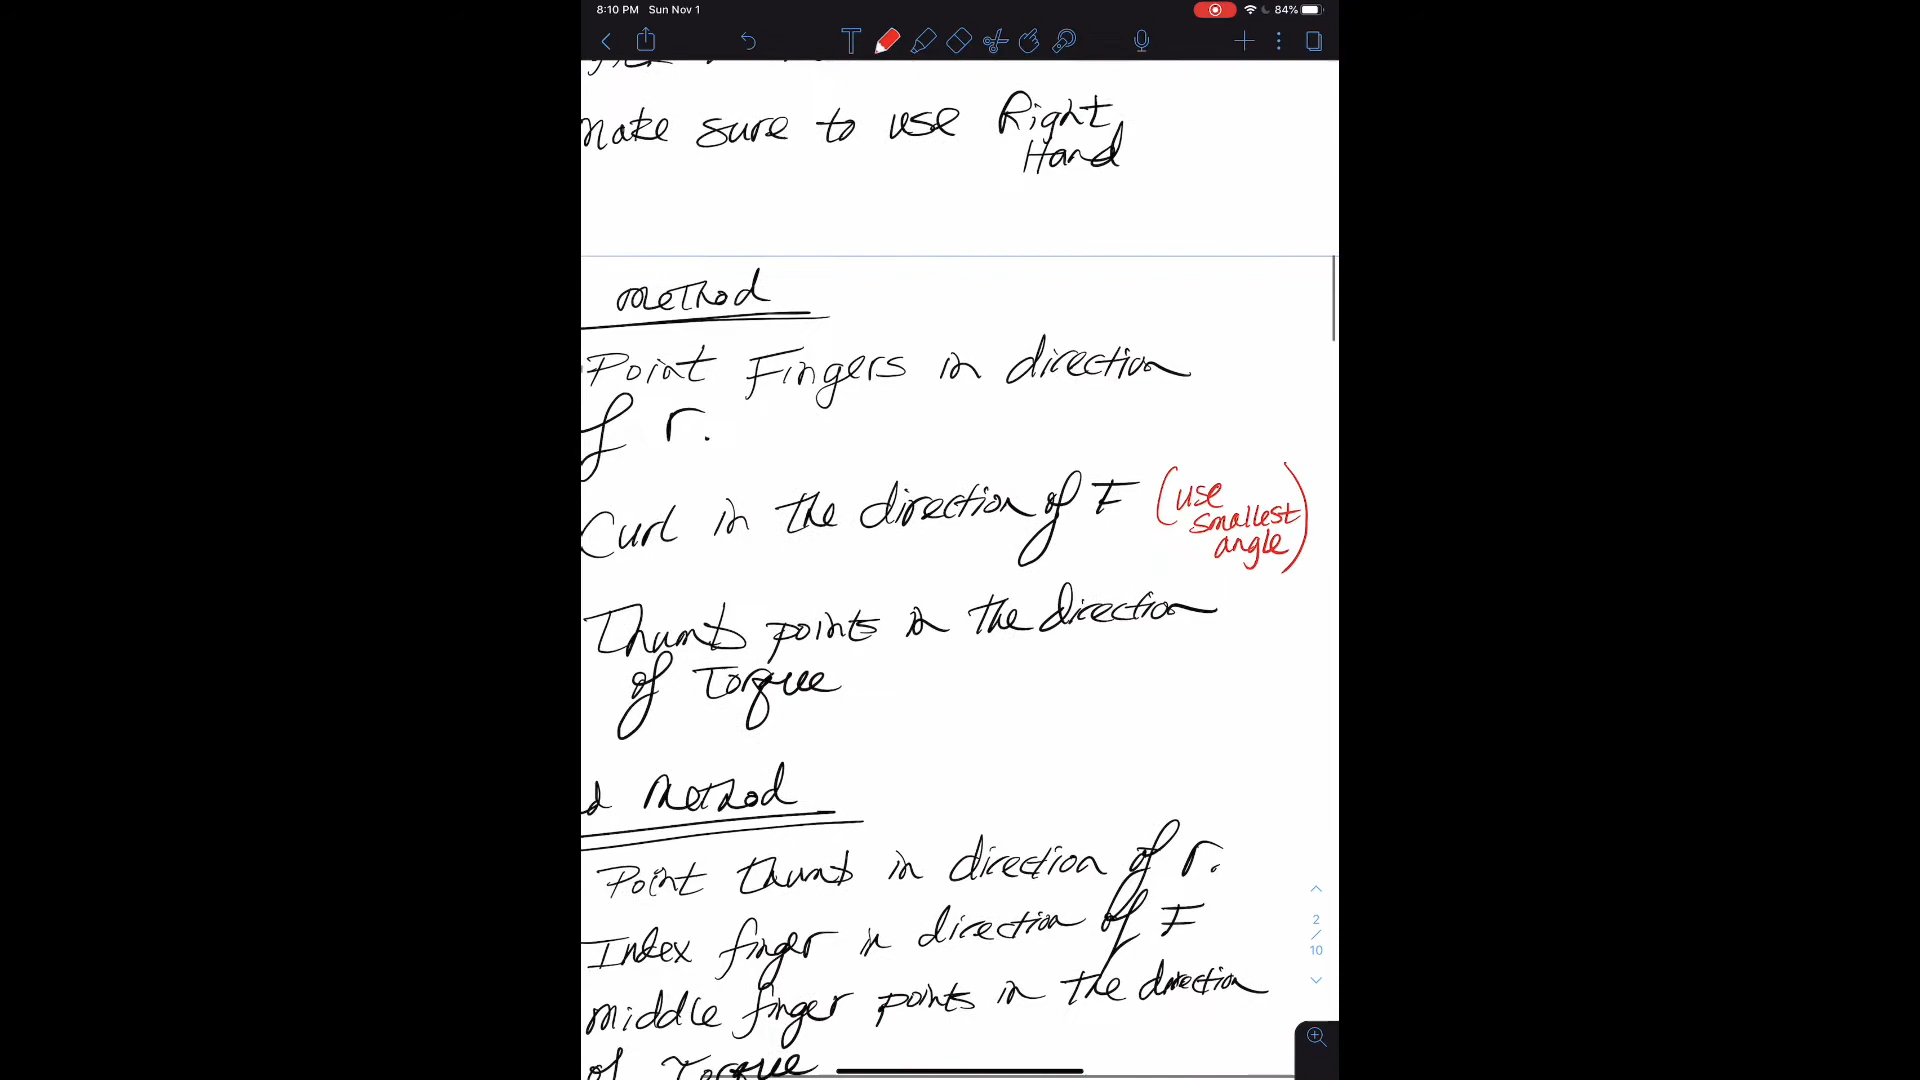 8:10 PM Sun Nov 1
84%
T
make sure to use Right
Hand
method
Point Fingers in direction
f r.
Curl in the direction of F (use
smallest
angle)
Thumb points in the direction
of Torque
d Method
Point thumb in direction of r.
Index finger in direction of F
middle finger points in the direction
of Torque
2
/
10